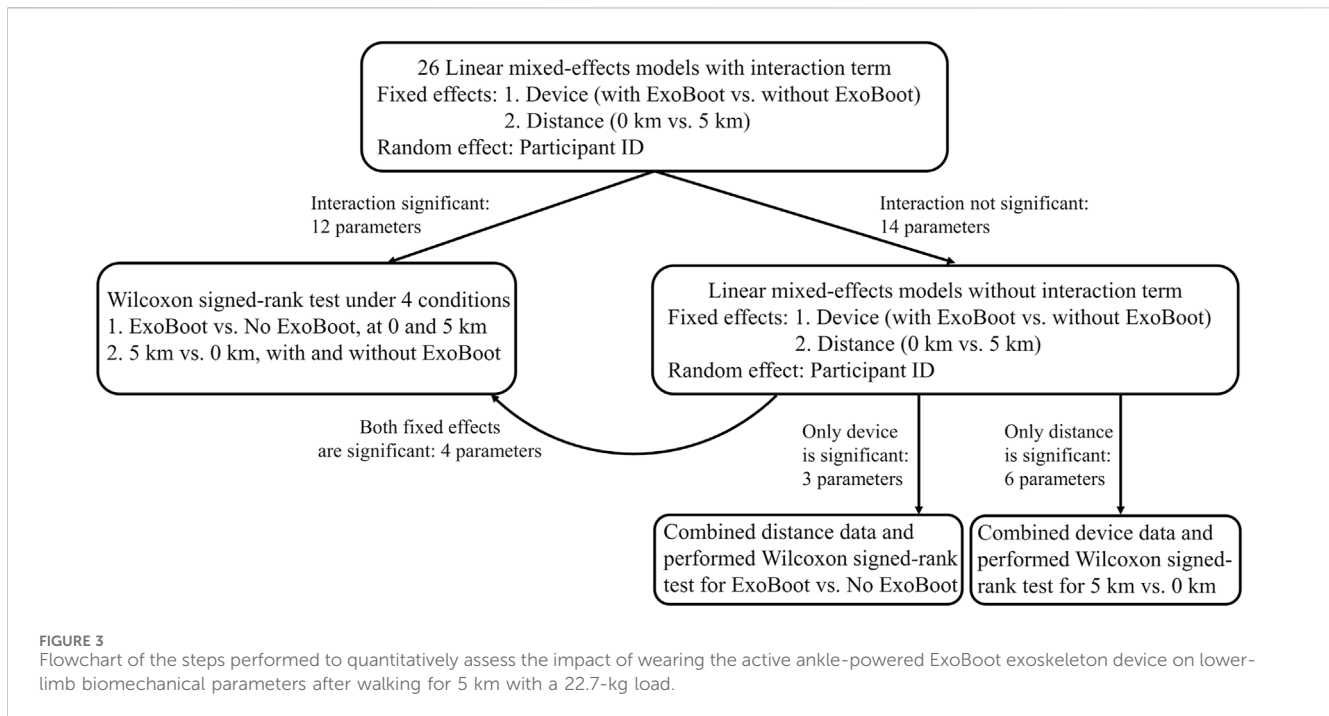 26 Linear mixed-effects models with interaction term
Fixed effects: 1. Device (with ExoBoot vs. without ExoBoot)
2. Distance (0 km vs. 5 km)
Random effect: Participant ID
Interaction significant:
12 parameters
Interaction not significant:
14 parameters
Wilcoxon signed-rank test under 4 conditions
1. ExoBoot vs. No ExoBoot, at 0 and 5 km
2. 5 km vs. 0 km, with and without ExoBoot
Linear mixed-effects models without interaction term
Fixed effects: 1. Device (with ExoBoot vs. without ExoBoot)
2. Distance (0 km vs. 5 km)
Random effect: Participant ID
Both fixed effects
are significant: 4 parameters
Only device
is significant:
3 parameters
Only distance
is significant:
6 parameters
Combined distance data and
performed Wilcoxon signed-rank
test for ExoBoot vs. No ExoBoot
Combined device data and
performed Wilcoxon signed-
rank test for 5 km vs. 0 km
FIGURE 3
Flowchart of the steps performed to quantitatively assess the impact of wearing the active ankle-powered ExoBoot exoskeleton device on lower-
limb biomechanical parameters after walking for 5 km with a 22.7-kg load.